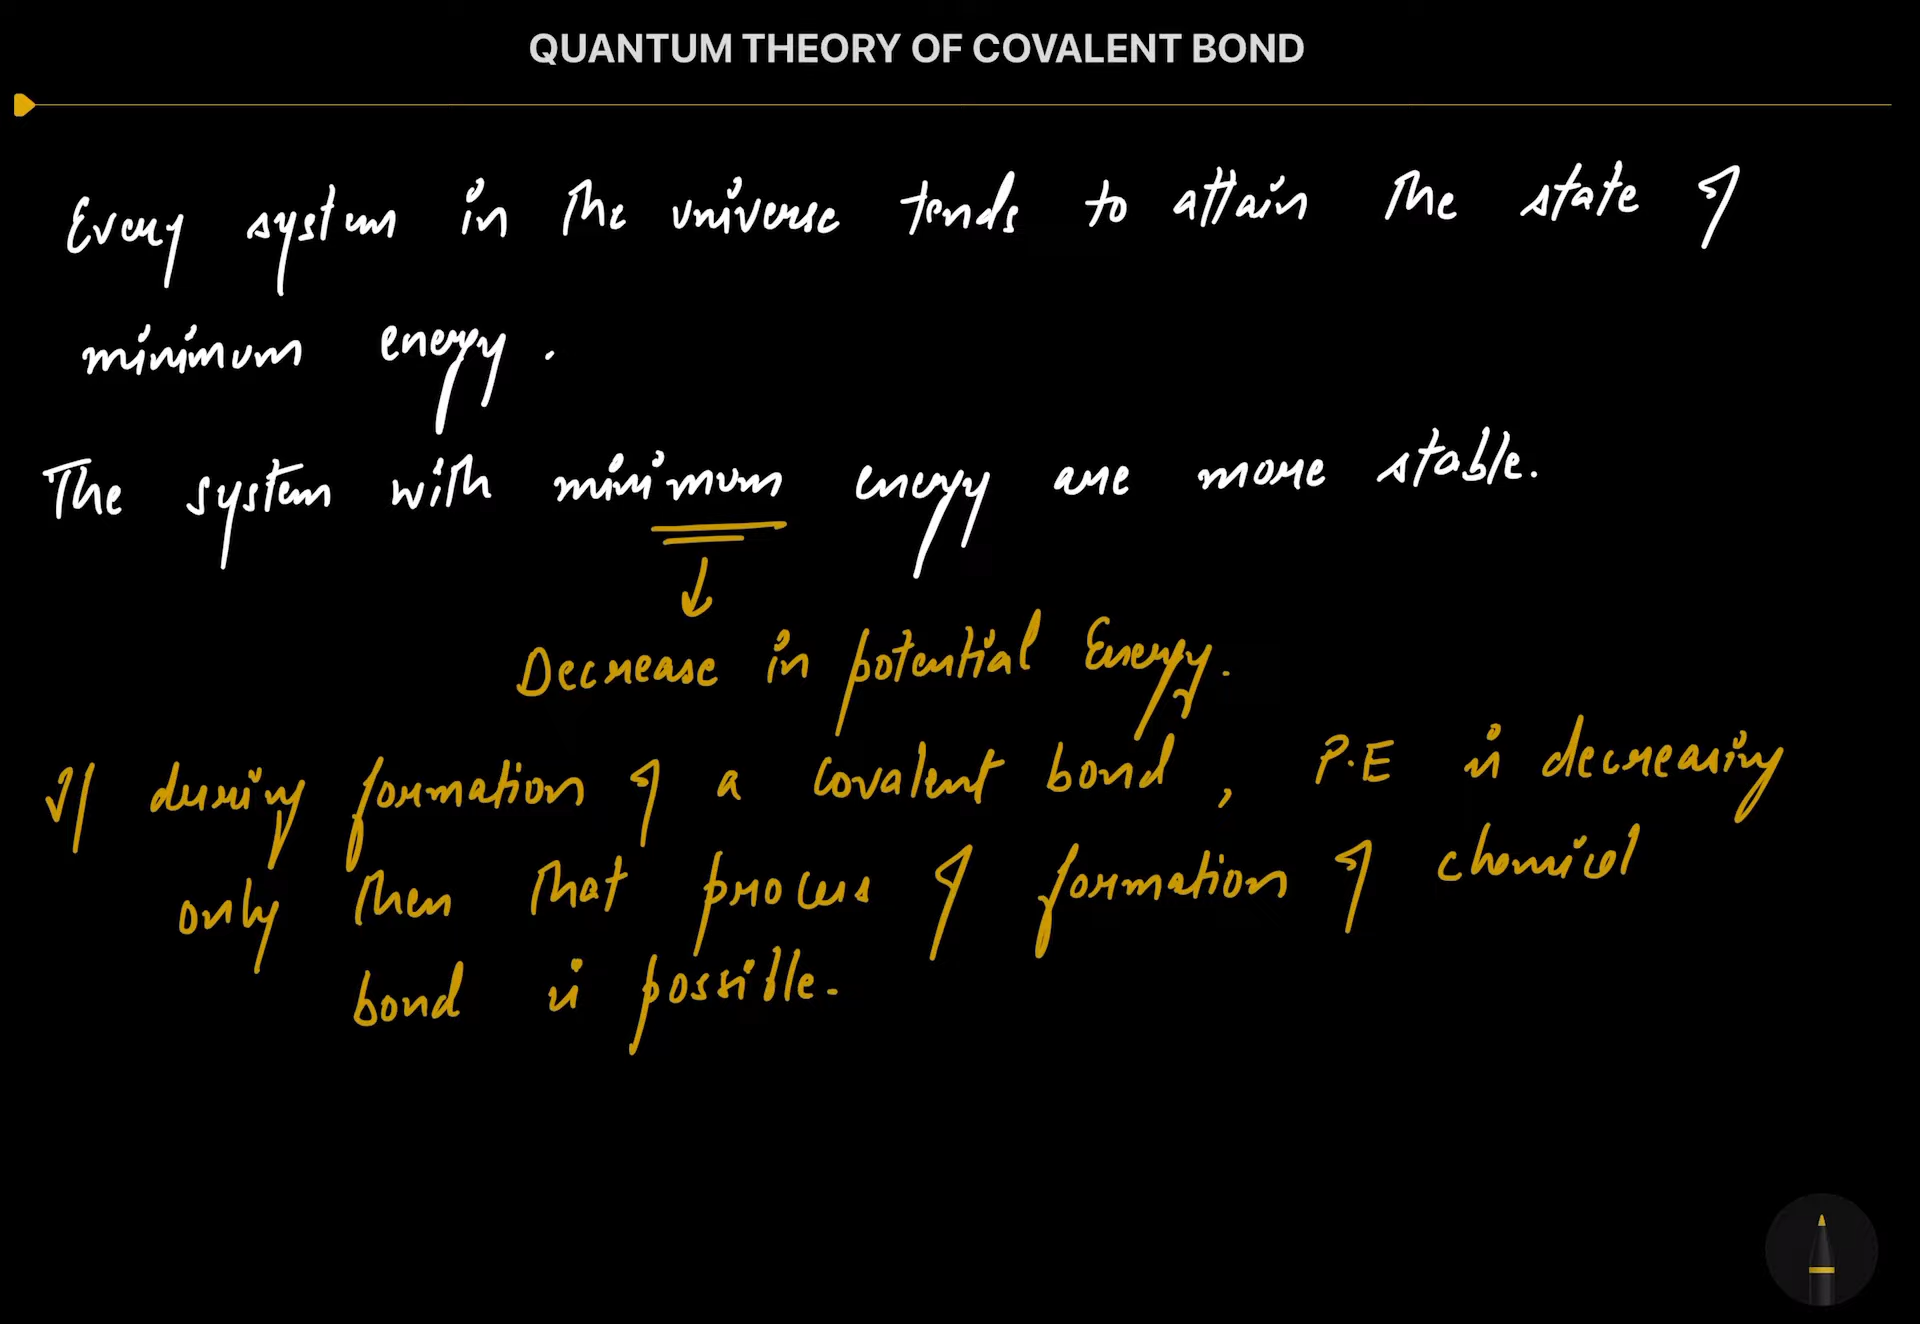 QUANTUM THEORY OF COVALENT BOND
Every system in the universe tends to attain the state of
minimum energy.
The system with minimum energy are more stable.
Decrease in potential Energy.
If during formation of a covalent bond, P.E is decreasing
only then that process of formation of chemical
bond is possible.